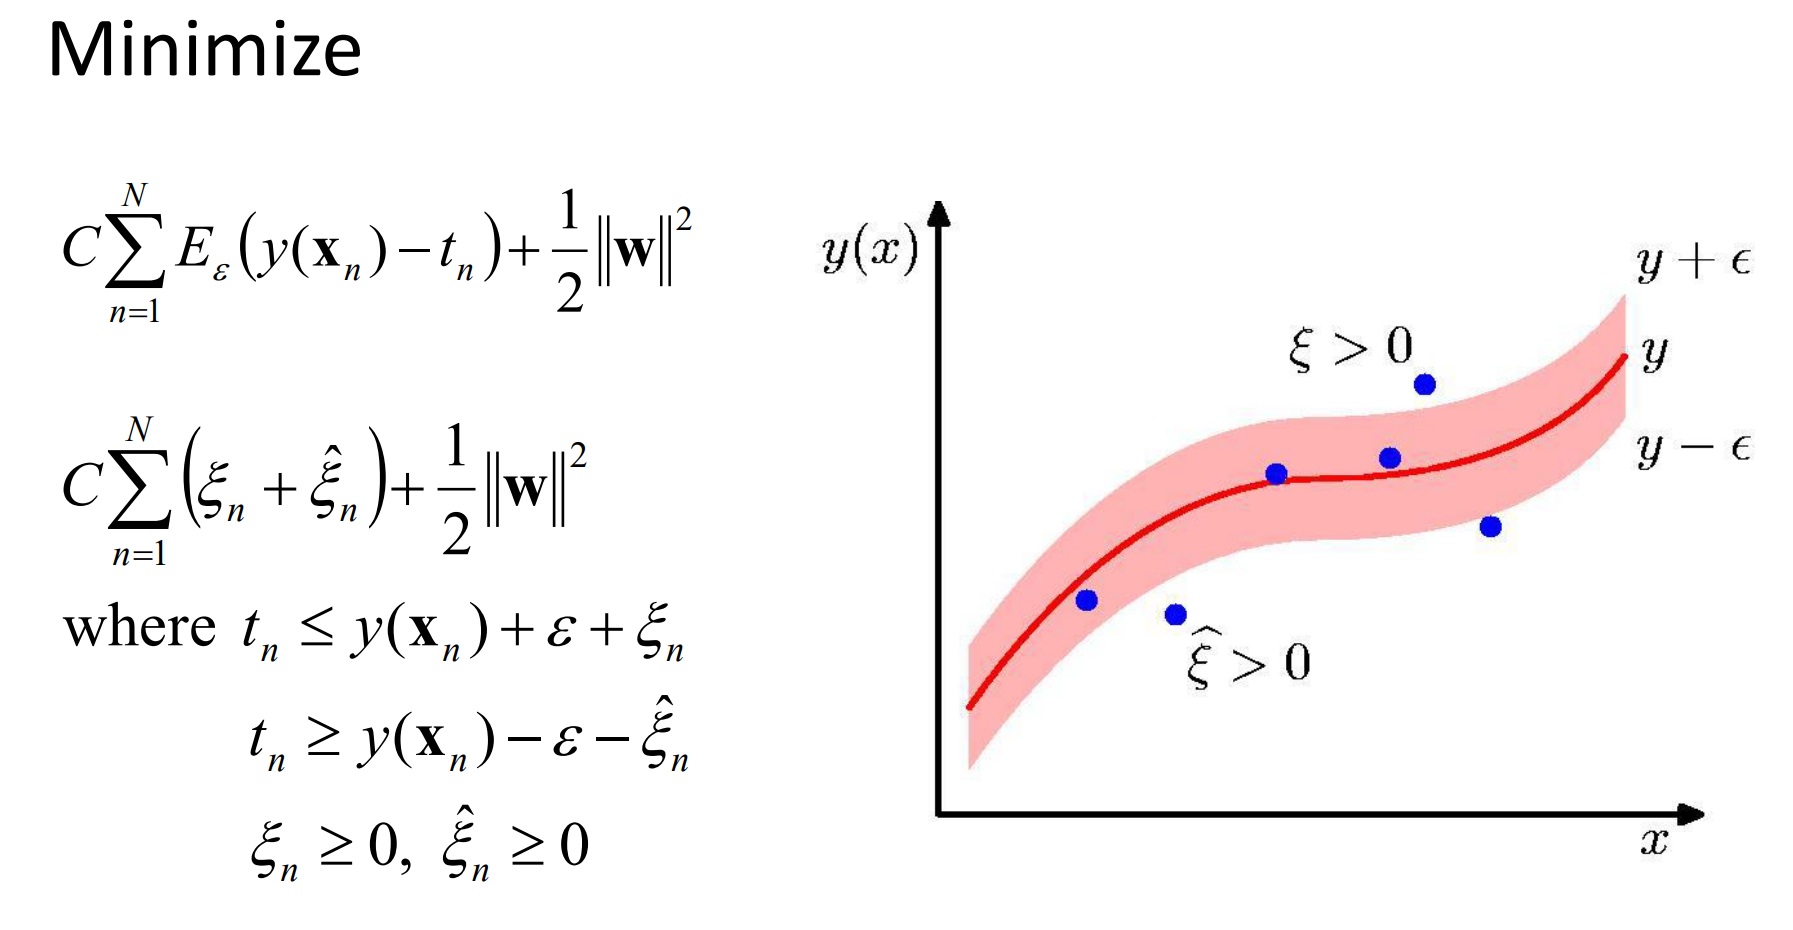 Minimize
C∑_{n=1}^{N} E_ε(y(𝐱_n) − t_n) + 1/2 ‖𝐰‖²
C∑_{n=1}^{N} (ξ_n + ξ̂_n) + 1/2 ‖𝐰‖²
where t_n ≤ y(𝐱_n) + ε + ξ_n
t_n ≥ y(𝐱_n) − ε − ξ̂_n
ξ_n ≥ 0, ξ̂_n ≥ 0
y(x)
y + ϵ
ξ > 0
y
y − ϵ
ξ̂ > 0
x